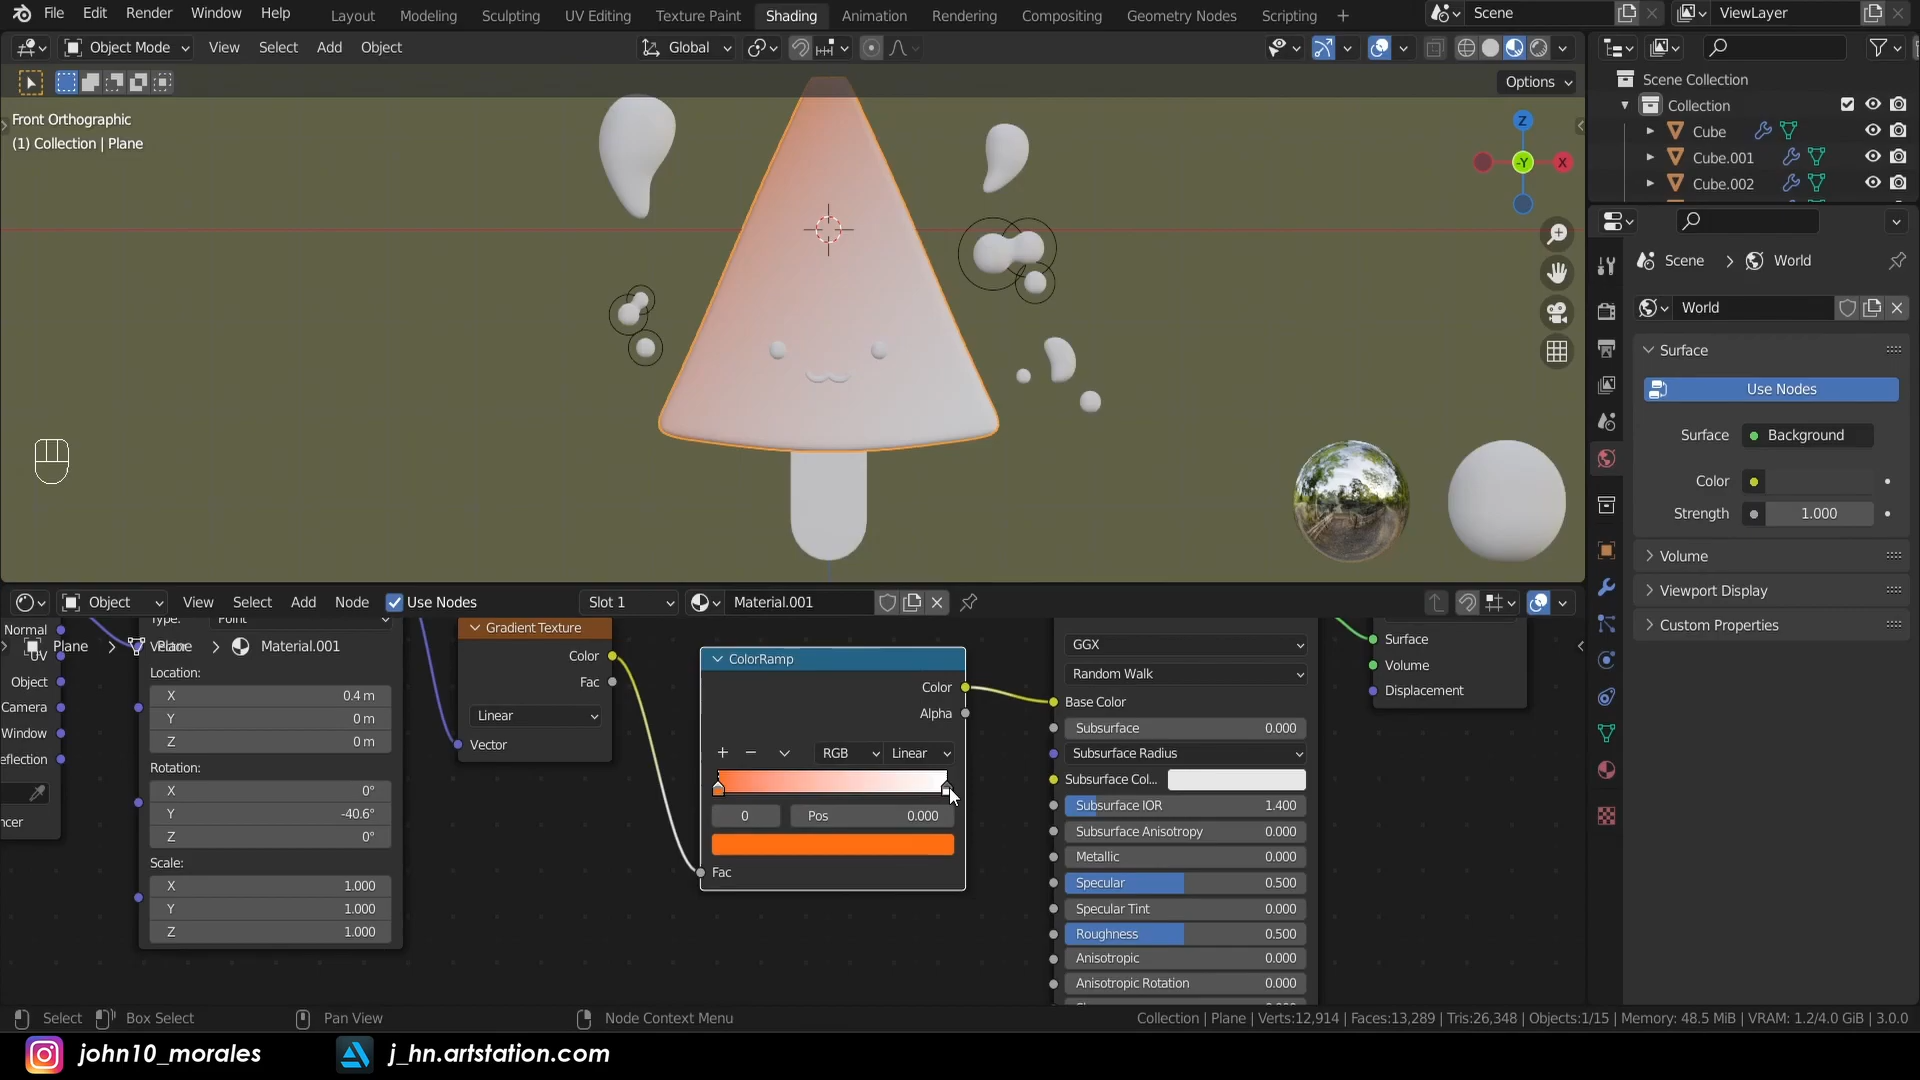 File Edit Render Window Help Layout Modeling Sculpting UV Editing Texture Paint Shading Animation Rendering Compositing Geometry Nodes Scripting + Scene ViewLayer
Object Mode View Select Add Object Global
Options
Front Orthographic
(1) Collection | Plane
Z
-Y
X
Scene Collection
Collection
Cube
Cube.001
Cube.002
Scene > World
World
Surface
Use Nodes
Surface Background
Color
Strength 1.000
Volume
Viewport Display
Custom Properties
Object View Select Add Node Use Nodes Slot 1 Material.001
Plane > Plane > Material.001
Normal
UV
Object
Camera
Window
eflection
ncer
Type: Point
Location:
X 0.4 m
Y 0 m
Z 0 m
Rotation:
X 0°
Y -40.6°
Z 0°
Scale:
X 1.000
Y 1.000
Z 1.000
Gradient Texture
Color
Fac
Linear
Vector
ColorRamp
Color
Alpha
+ − RGB Linear
0 Pos 0.000
Fac
GGX
Random Walk
Base Color
Subsurface 0.000
Subsurface Radius
Subsurface Col...
Subsurface IOR 1.400
Subsurface Anisotropy 0.000
Metallic 0.000
Specular 0.500
Specular Tint 0.000
Roughness 0.500
Anisotropic 0.000
Anisotropic Rotation 0.000
Surface
Volume
Displacement
Select Box Select Pan View Node Context Menu Collection | Plane | Verts:12,914 | Faces:13,289 | Tris:26,348 | Objects:1/15 | Memory: 48.5 MiB | VRAM: 1.2/4.0 GiB | 3.0.0
john10_morales j_hn.artstation.com